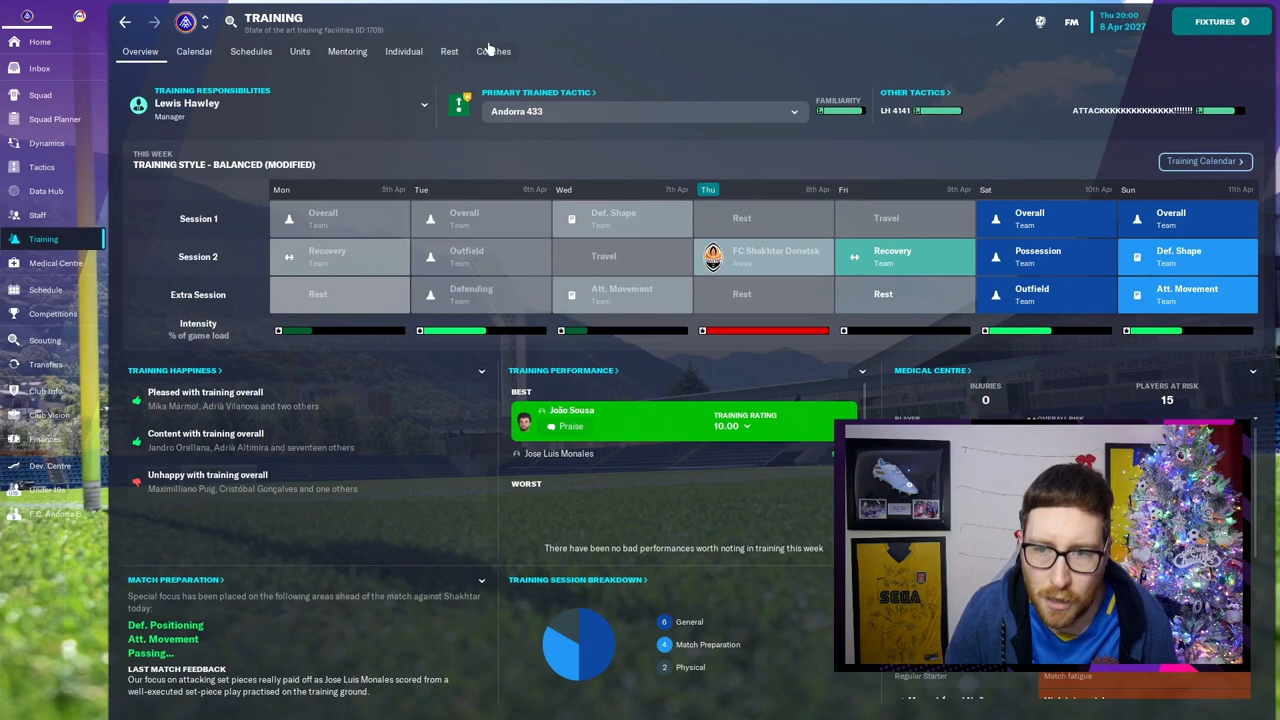 TRAINING
State of the art training facilities (ID:1709)
Thu 20:00
8 Apr 2027
FM
FIXTURES
Overview
Calendar
Schedules
Units
Mentoring
Individual
Rest
Coaches
Home
Inbox
Squad
Squad Planner
Dynamics
Tactics
Data Hub
Staff
Training
Medical Centre
Schedule
Competitions
Scouting
Transfers
Club Info
Club Vision
Finances
Dev. Centre
Under 19s
F.C. Andorra B
TRAINING RESPONSIBILITIES
Lewis Hawley
Manager
PRIMARY TRAINED TACTIC >
Andorra 433
FAMILIARITY
OTHER TACTICS >
LH 4141
ATTACKKKKKKKKKKKKK!!!!!!!
THIS WEEK
TRAINING STYLE - BALANCED (MODIFIED)
Training Calendar >
Mon 5th Apr
Tue 6th Apr
Wed 7th Apr
Thu 8th Apr
Fri 9th Apr
Sat 10th Apr
Sun 11th Apr
Session 1
Overall
Team
Overall
Team
Def. Shape
Team
Rest
Travel
Overall
Team
Overall
Team
Session 2
Recovery
Team
Outfield
Team
Travel
FC Shakhtar Donetsk
Away
Recovery
Team
Possession
Team
Def. Shape
Team
Extra Session
Rest
Defending
Team
Att. Movement
Team
Rest
Rest
Outfield
Team
Att. Movement
Team
Intensity
% of game load
TRAINING HAPPINESS >
Pleased with training overall
Mika Mármol, Adrià Vilanova and two others
Content with training overall
Jandro Orellana, Adrià Altimira and seventeen others
Unhappy with training overall
Maximilliano Puig, Cristóbal Gonçalves and one others
TRAINING PERFORMANCE >
BEST
João Sousa
Praise
TRAINING RATING
10.00
Jose Luis Monales
WORST
There have been no bad performances worth noting in training this week
MEDICAL CENTRE >
INJURIES
0
PLAYERS AT RISK
15
PLAYER
OVERALL RISK
MATCH PREPARATION >
Special focus has been placed on the following areas ahead of the match against Shakhtar
today:
Def. Positioning
Att. Movement
Passing...
LAST MATCH FEEDBACK
Our focus on attacking set pieces really paid off as Jose Luis Monales scored from a
well-executed set-piece play practised on the training ground.
TRAINING SESSION BREAKDOWN >
6 General
4 Match Preparation
2 Physical
SEGA
Regular Starter
Match fatigue